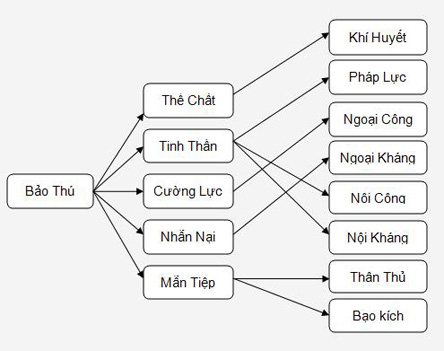 Bảo Thú
Thể Chất
Tinh Thần
Cường Lực
Nhẫn Nại
Mẫn Tiệp
Khí Huyết
Pháp Lực
Ngoại Công
Ngoại Kháng
Nội Công
Nội Kháng
Thân Thủ
Bạo kích